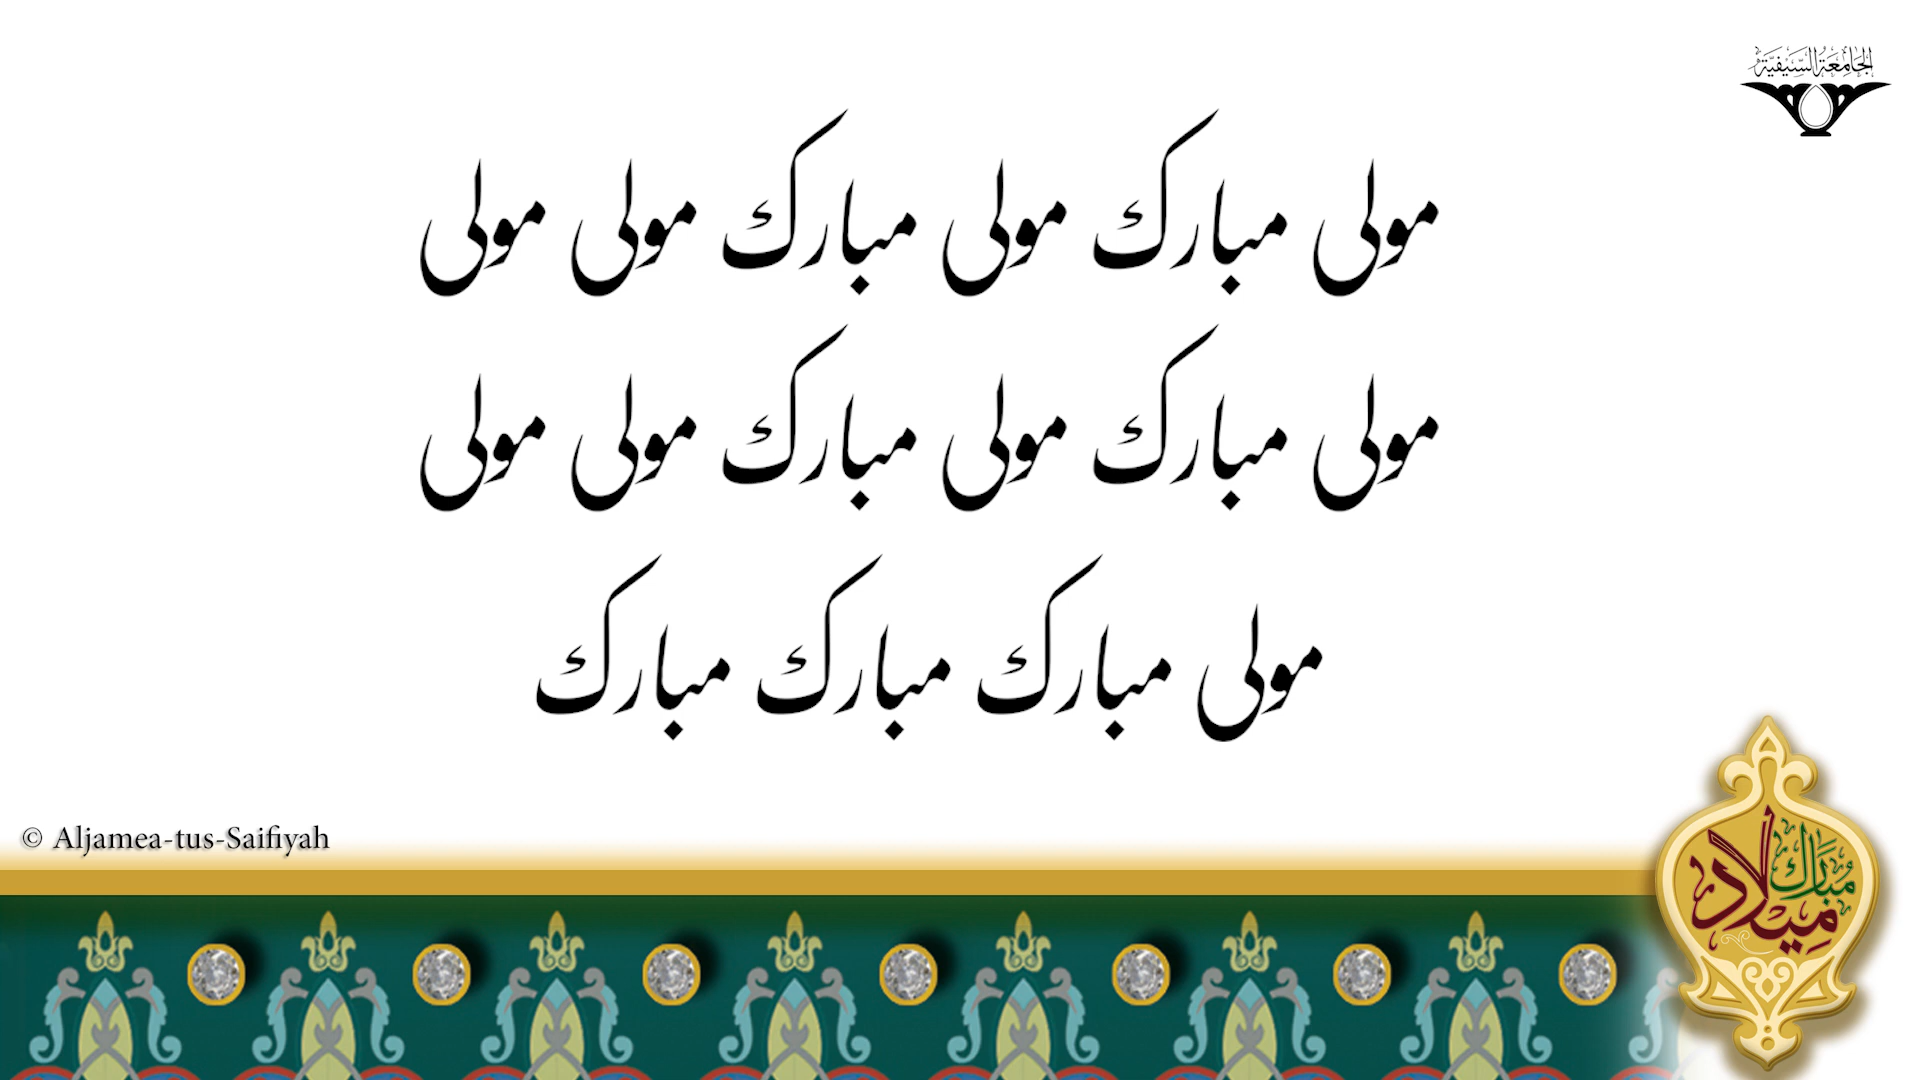 الجامعة السيفية
مولى مبارك مولى مبارك مولى مولى
مولى مبارك مولى مبارك مولى مولى
مولى مبارك مبارك مبارك
© Aljamea-tus-Saifiyah
مُبارك
ميلاد